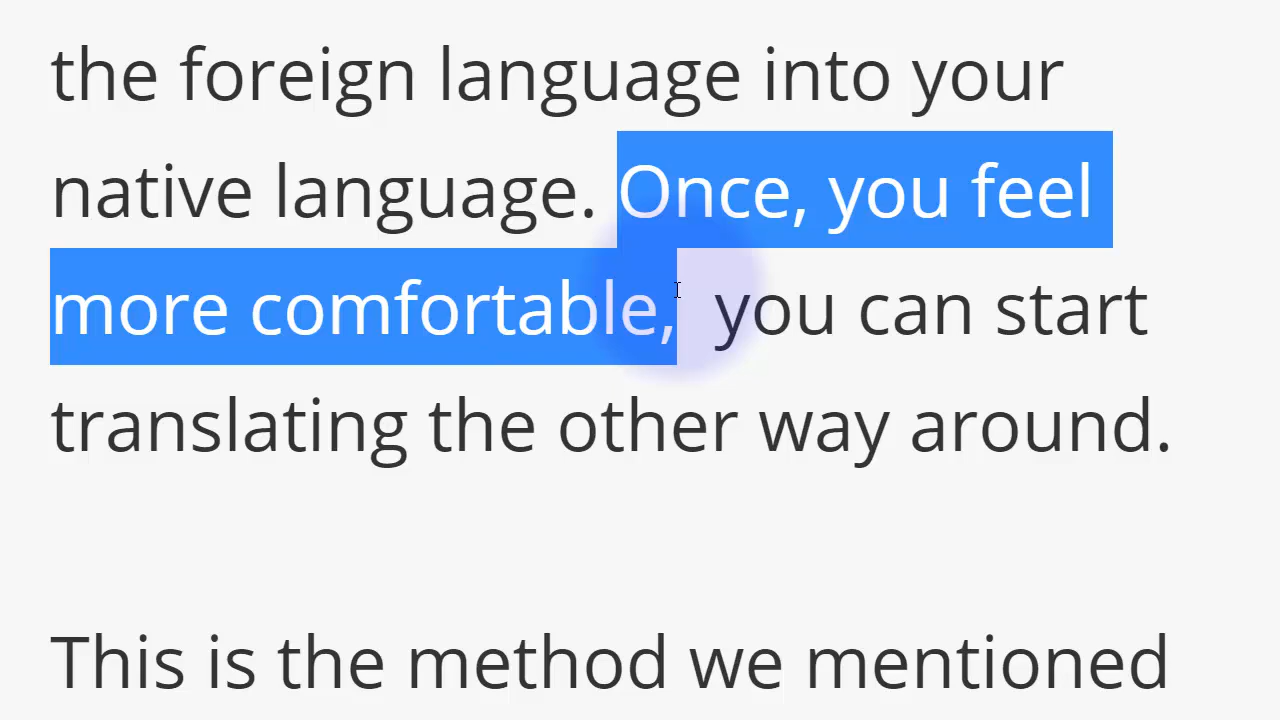 the foreign language into your
native language. Once, you feel
more comfortable,  you can start
translating the other way around.
This is the method we mentioned